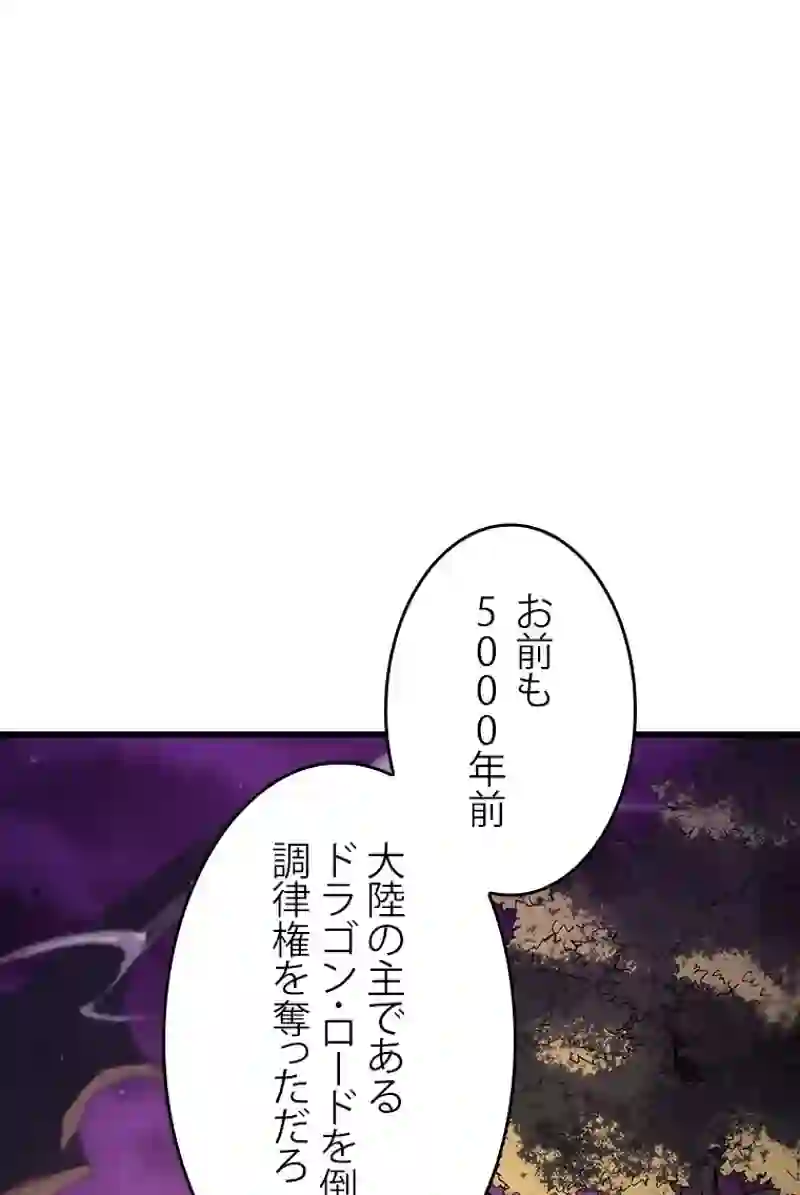 お前も
5000年前
大陸の主である
ドラゴン・ロードを倒
調律権を奪っただろ